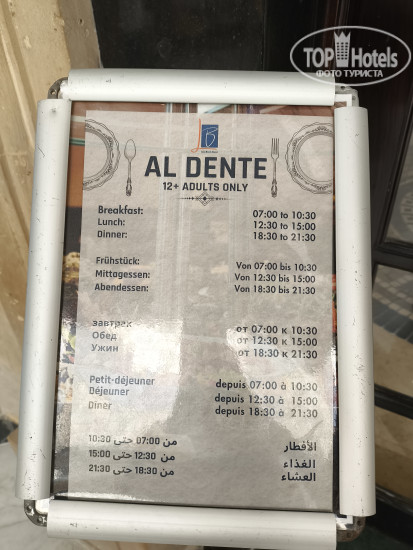 TOP Hotels
ФОТО ТУРИСТА
JB
AL DENTE
12+ ADULTS ONLY
Breakfast: 07:00 to 10:30
Lunch: 12:30 to 15:00
Dinner: 18:30 to 21:30
Frühstück: Von 07:00 bis 10:30
Mittagessen: Von 12:30 bis 15:00
Abendessen: Von 18:30 bis 21:30
завтрак от 07:00 к 10:30
Обед от 12:30 к 15:00
Ужин от 18:30 к 21:30
Petit-déjeuner depuis 07:00 à 10:30
Déjeuner depuis 12:30 à 15:00
Dîner depuis 18:30 à 21:30
الأفطار من 07:00 حتى 10:30
الغذاء من 12:30 حتى 15:00
العشاء من 18:30 حتى 21:30